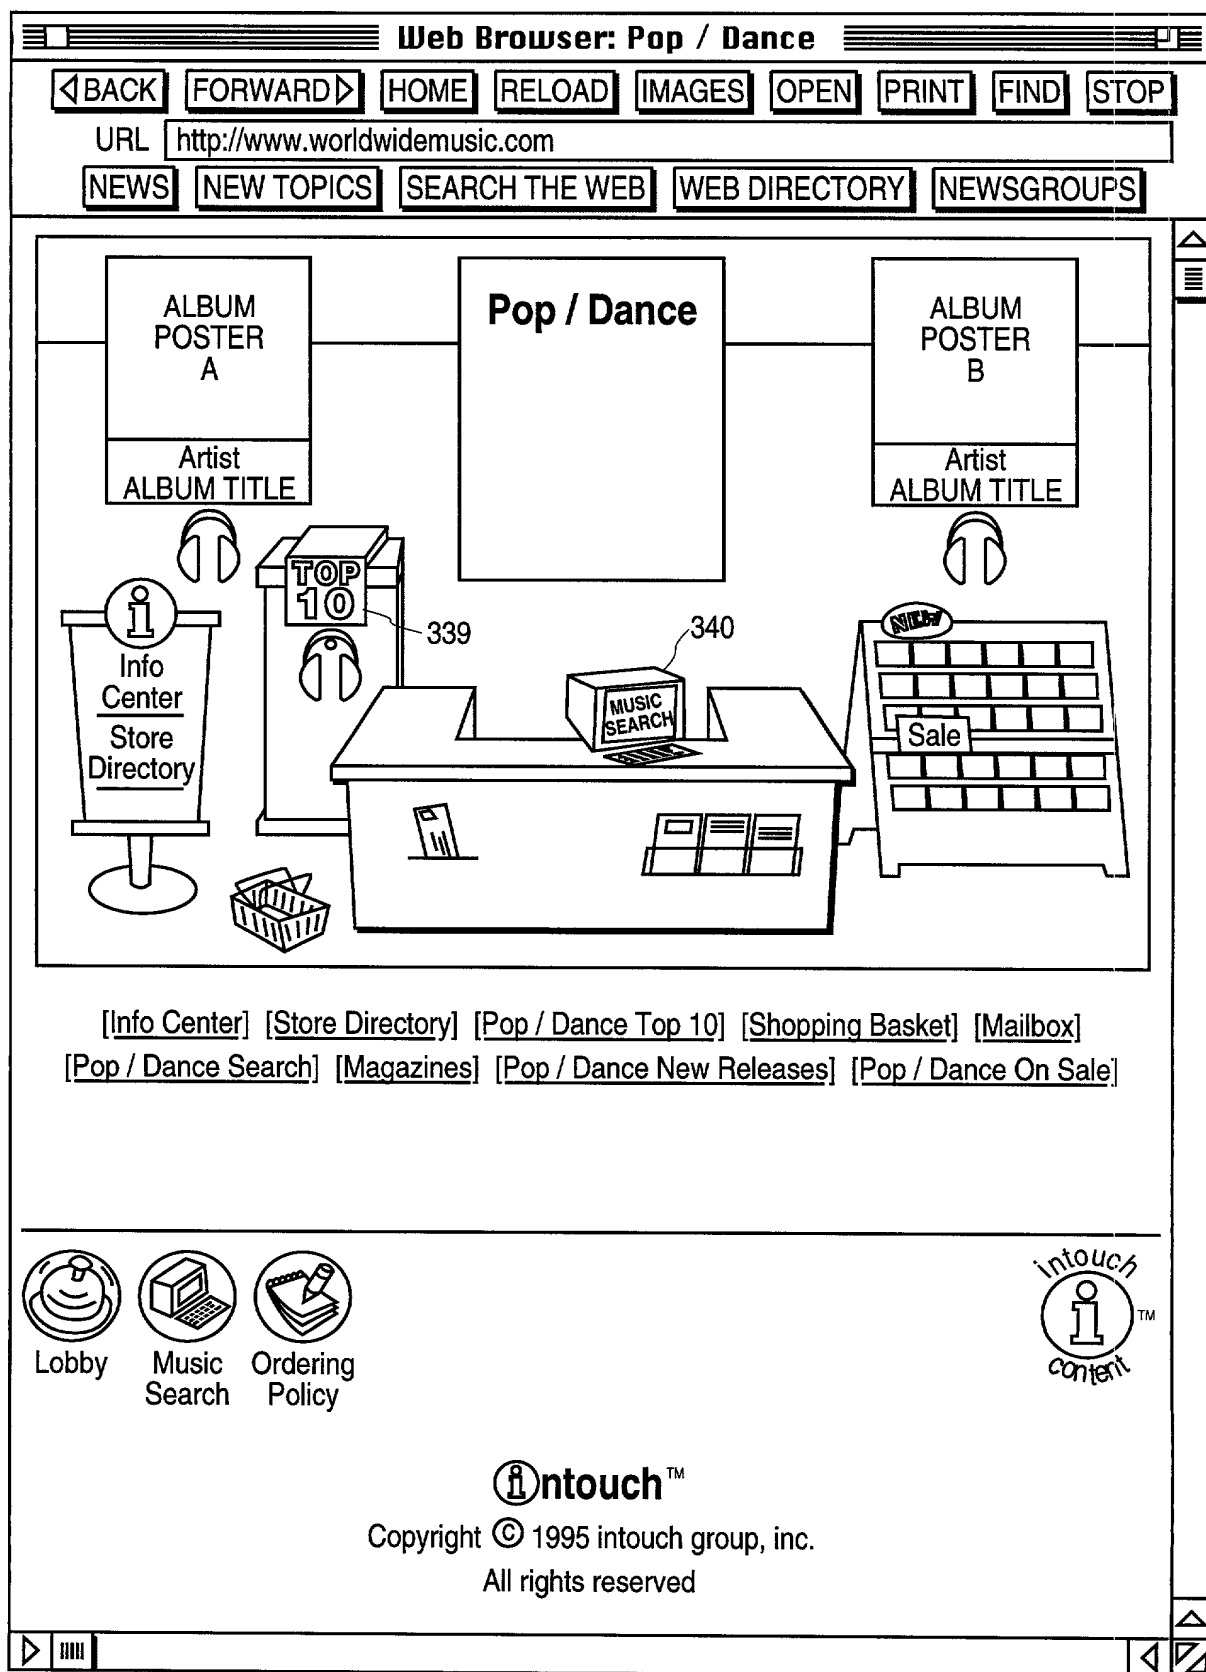 Web Browser: Pop / Dance
BACK FORWARD HOME RELOAD IMAGES OPEN PRINT FIND STOP
URL http://www.worldwidemusic.com
NEWS NEW TOPICS SEARCH THE WEB WEB DIRECTORY NEWSGROUPS
ALBUM
POSTER
A
Artist
ALBUM TITLE
Pop / Dance
ALBUM
POSTER
B
Artist
ALBUM TITLE
TOP
10
339
340
i
Info
Center
Store
Directory
MUSIC
SEARCH
NEW
Sale
[Info Center] [Store Directory] [Pop / Dance Top 10] [Shopping Basket] [Mailbox]
[Pop / Dance Search] [Magazines] [Pop / Dance New Releases] [Pop / Dance On Sale]
Lobby
Music
Search
Ordering
Policy
intouch
i ™
content
intouch™
Copyright © 1995 intouch group, inc.
All rights reserved